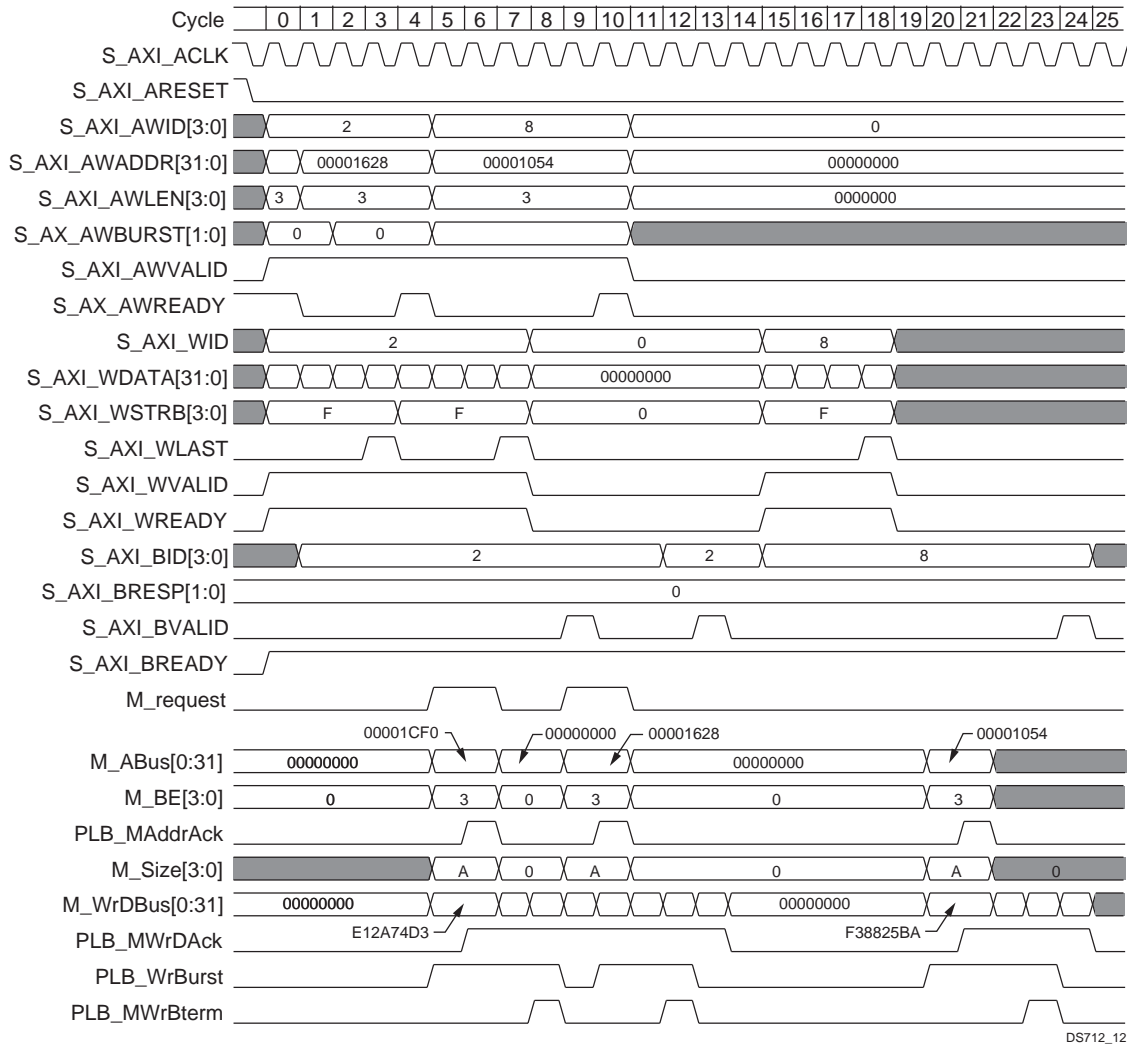 Cycle 0 1 2 3 4 5 6 7 8 9 10 11 12 13 14 15 16 17 18 19 20 21 22 23 24 25
S_AXI_ACLK
S_AXI_ARESET
S_AXI_AWID[3:0] 2 8 0
S_AXI_AWADDR[31:0] 00001628 00001054 00000000
S_AXI_AWLEN[3:0] 3 3 3 0000000
S_AX_AWBURST[1:0] 0 0
S_AXI_AWVALID
S_AX_AWREADY
S_AXI_WID 2 0 8
S_AXI_WDATA[31:0] 00000000
S_AXI_WSTRB[3:0] F F 0 F
S_AXI_WLAST
S_AXI_WVALID
S_AXI_WREADY
S_AXI_BID[3:0] 2 2 8
S_AXI_BRESP[1:0] 0
S_AXI_BVALID
S_AXI_BREADY
M_request
00001CF0 00000000 00001628 00001054
M_ABus[0:31] 00000000 00000000
M_BE[3:0] 0 3 0 3 0 3
PLB_MAddrAck
M_Size[3:0] A 0 A 0 A 0
M_WrDBus[0:31] 00000000 00000000
E12A74D3 F38825BA
PLB_MWrDAck
PLB_WrBurst
PLB_MWrBterm
DS712_12